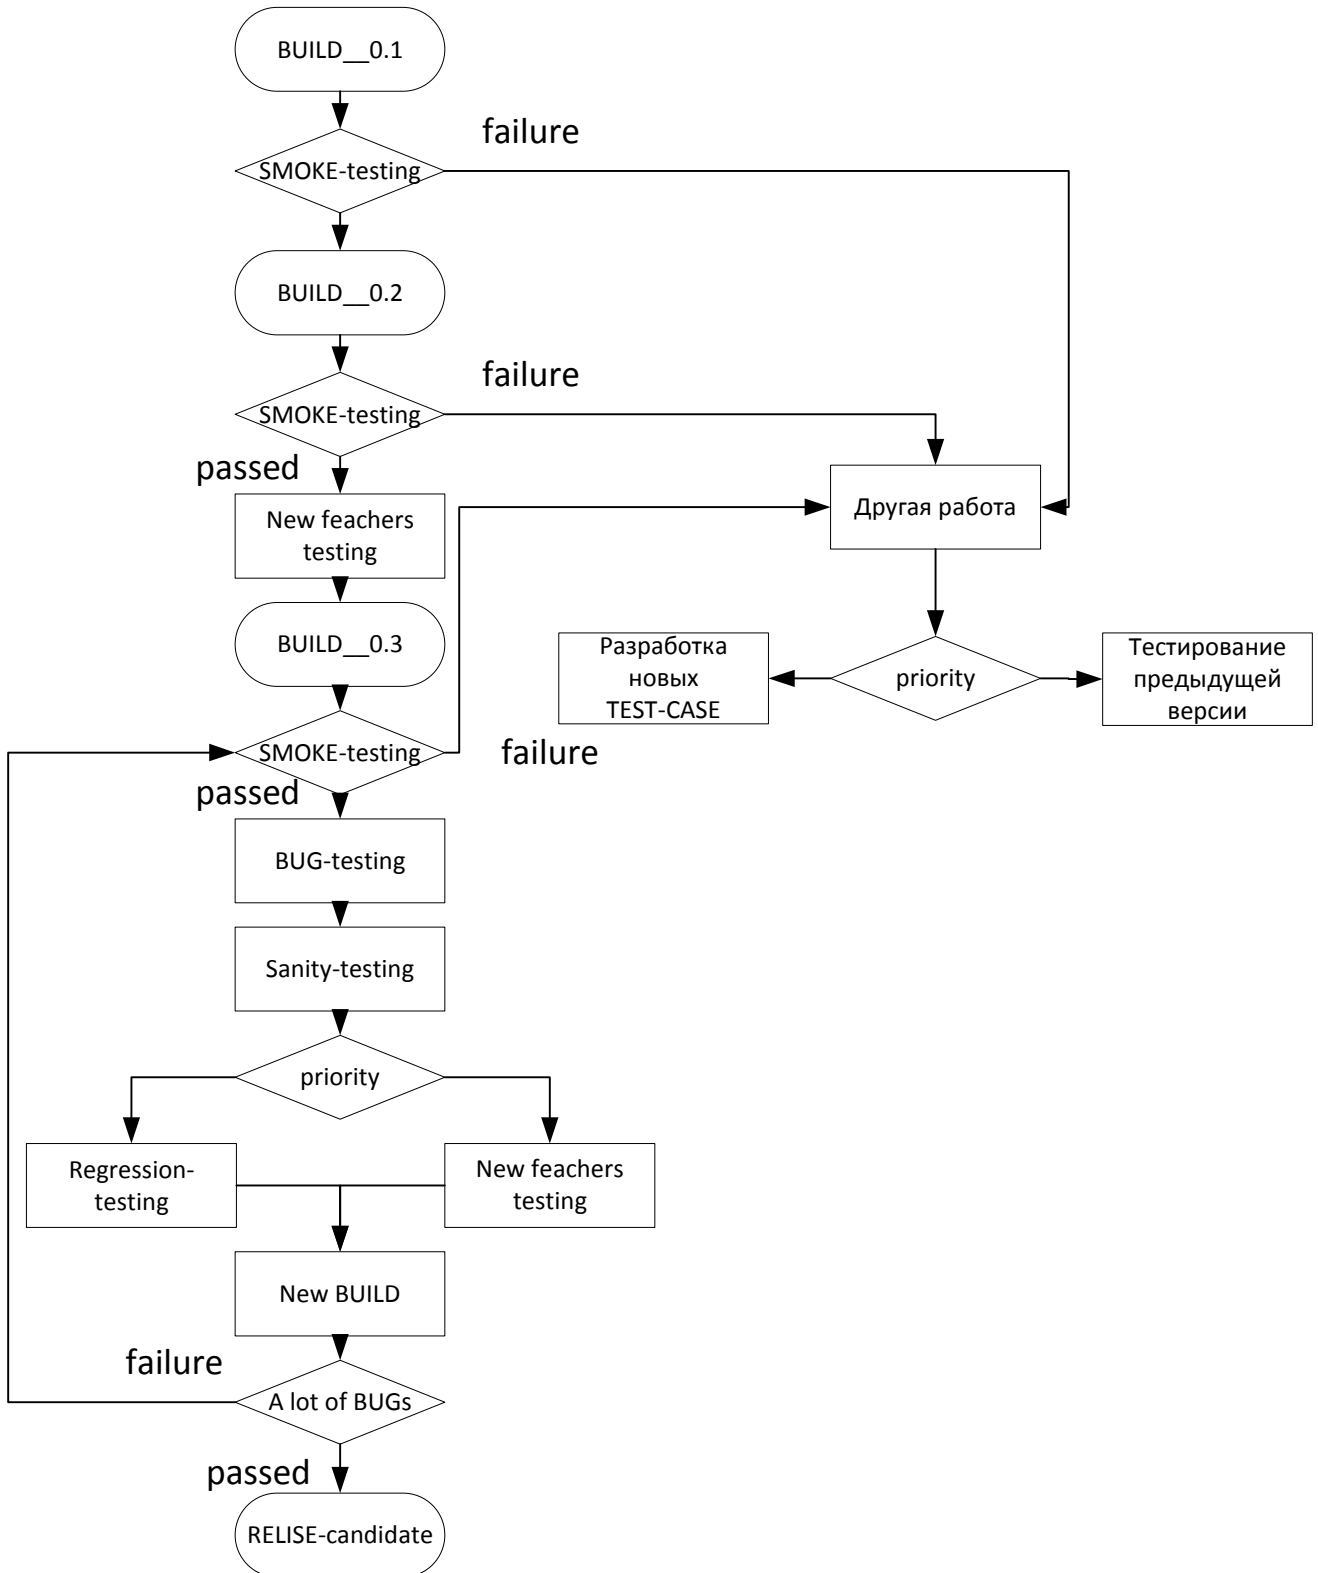 BUILD__0.1
failure
SMOKE-testing
BUILD__0.2
failure
SMOKE-testing
passed
New feachers
testing
Другая работа
BUILD__0.3
Разработка
новых
TEST-CASE
priority
Тестирование
предыдущей
версии
SMOKE-testing
failure
passed
BUG-testing
Sanity-testing
priority
Regression-
testing
New feachers
testing
New BUILD
failure
A lot of BUGs
passed
RELISE-candidate